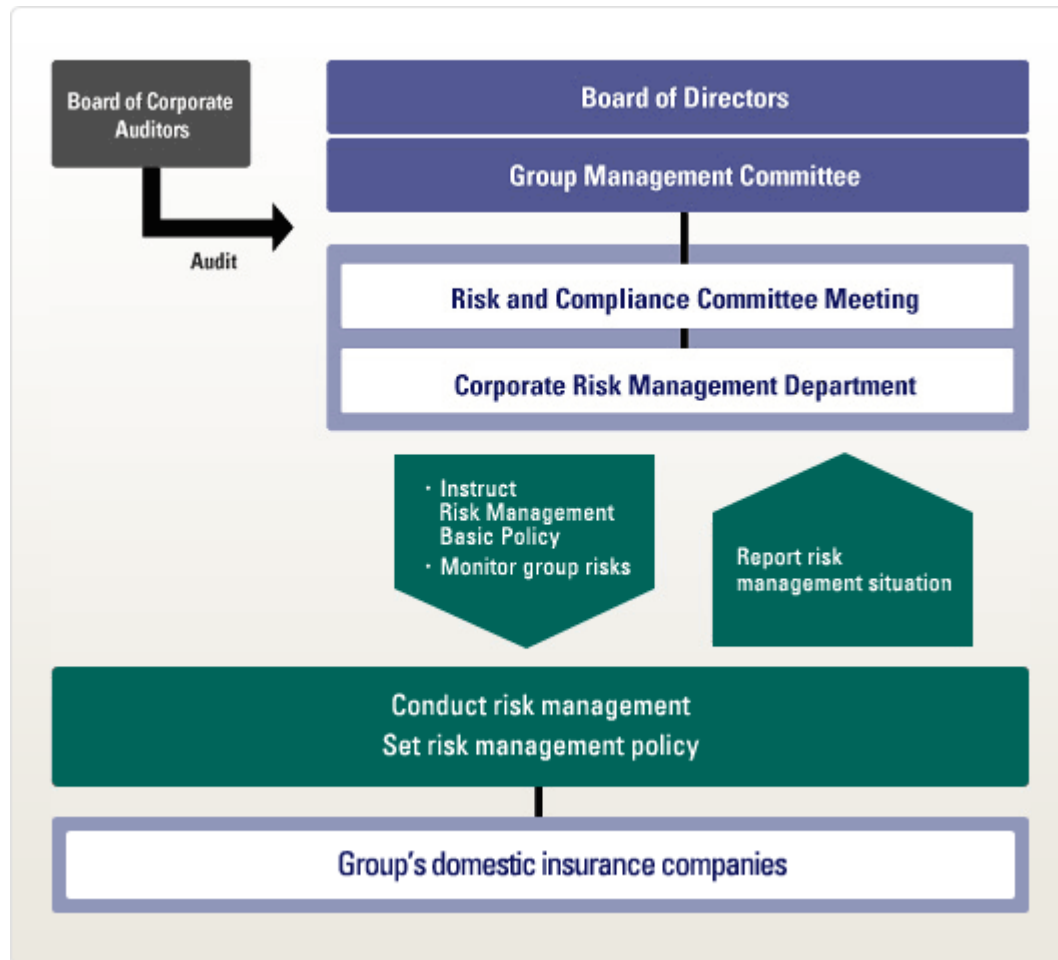 Board of Corporate
Auditors
Board of Directors
Group Management Committee
Audit
Risk and Compliance Committee Meeting
Corporate Risk Management Department
・Instruct
Risk Management
Basic Policy
・Monitor group risks
Report risk
management situation
Conduct risk management
Set risk management policy
Group's domestic insurance companies